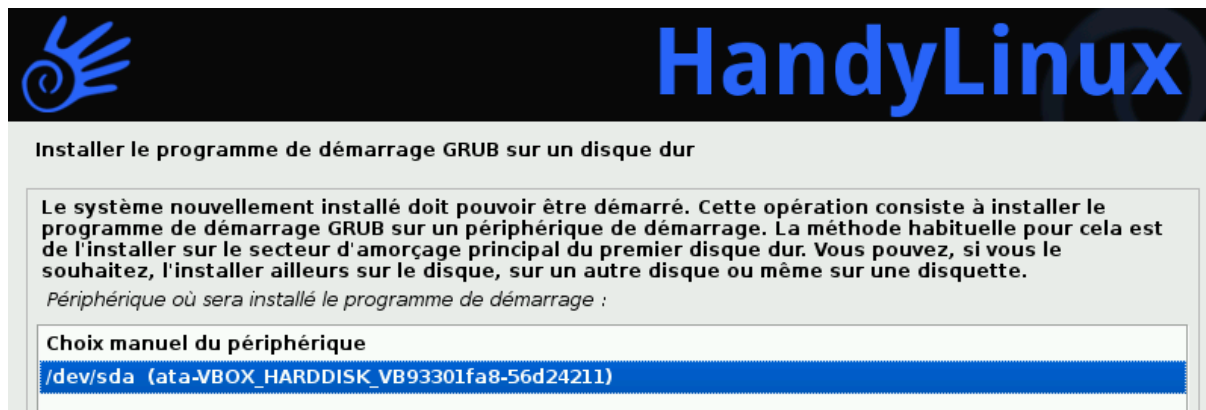 HandyLinux
Installer le programme de démarrage GRUB sur un disque dur
Le système nouvellement installé doit pouvoir être démarré. Cette opération consiste à installer le
programme de démarrage GRUB sur un périphérique de démarrage. La méthode habituelle pour cela est
de l'installer sur le secteur d'amorçage principal du premier disque dur. Vous pouvez, si vous le
souhaitez, l'installer ailleurs sur le disque, sur un autre disque ou même sur une disquette.
Périphérique où sera installé le programme de démarrage :
Choix manuel du périphérique
/dev/sda (ata-VBOX_HARDDISK_VB93301fa8-56d24211)